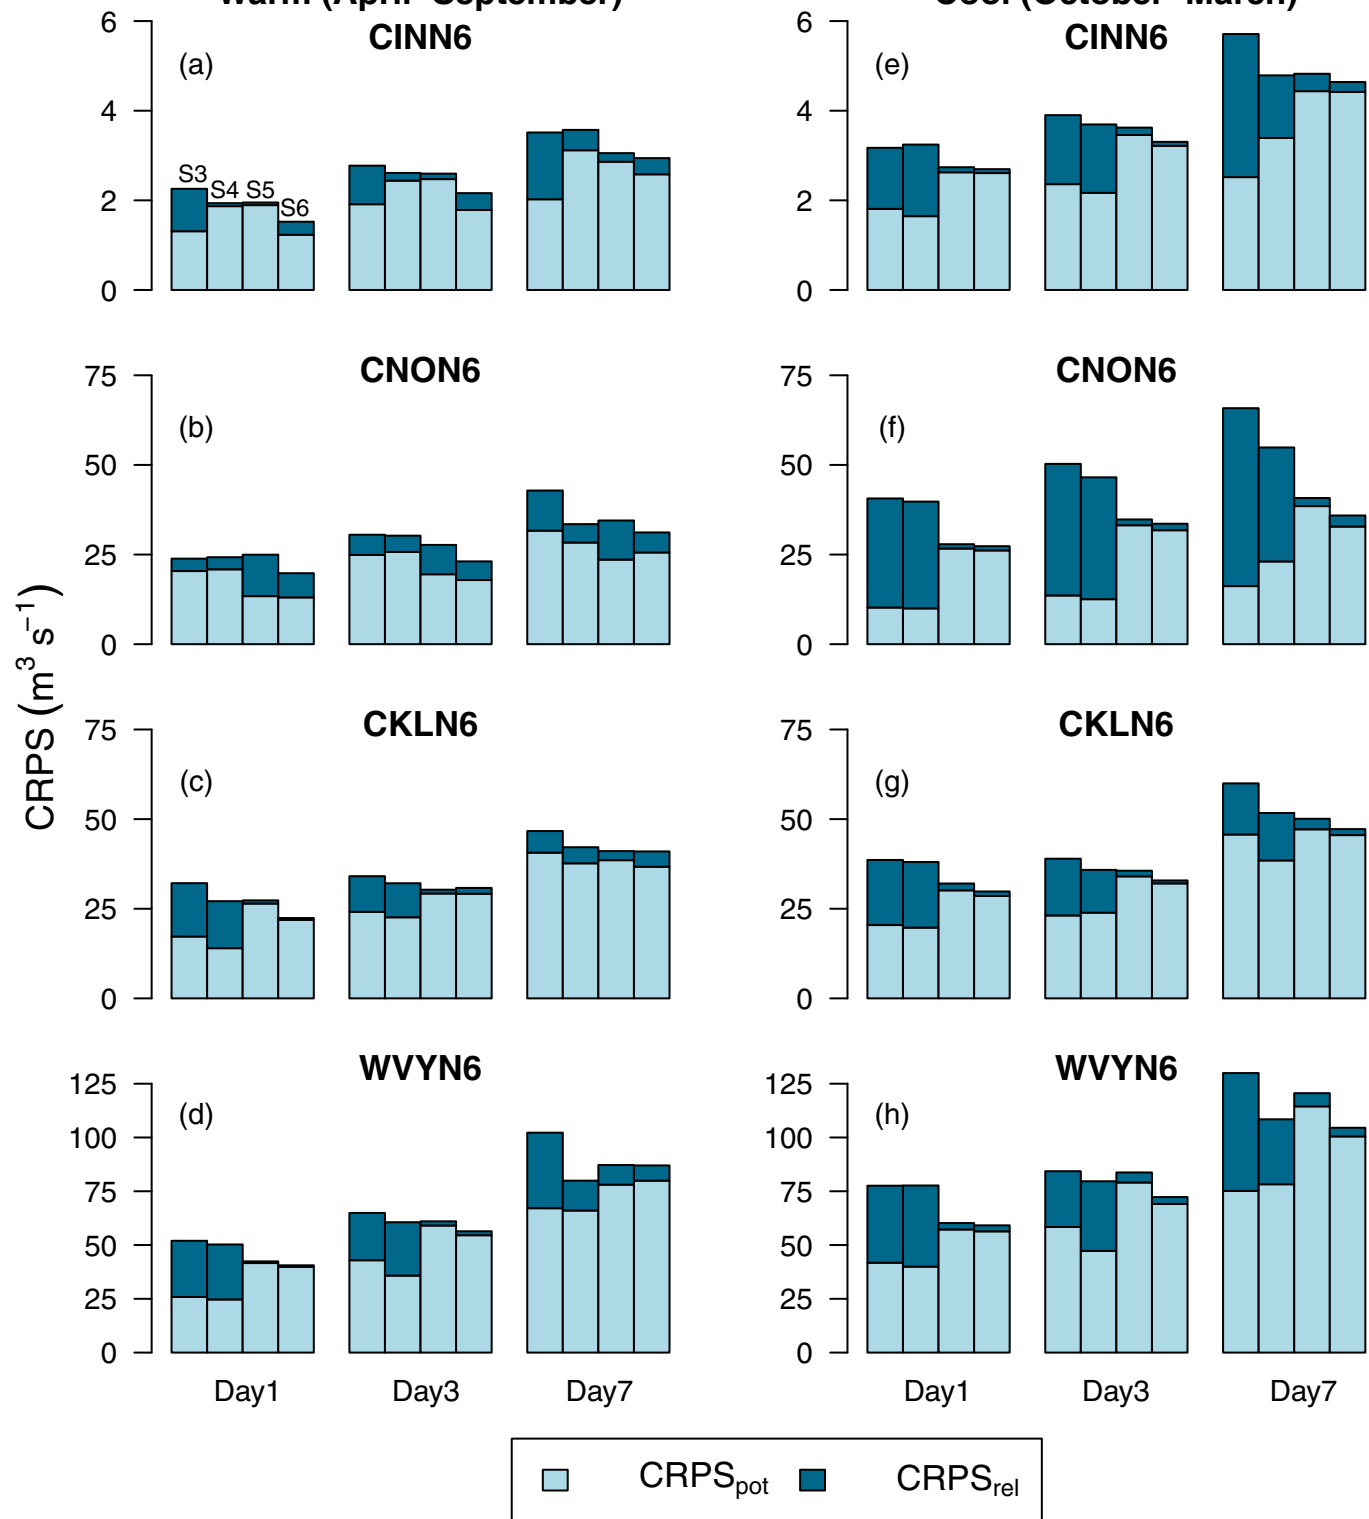 Warm (April–September)
Cool (October–March)
CINN6
(a)
6
4
2
0
S3
S4
S5
S6
CINN6
(e)
6
4
2
0
CNON6
(b)
75
50
25
0
CNON6
(f)
75
50
25
0
CRPS (m³ s⁻¹)
CKLN6
(c)
75
50
25
0
CKLN6
(g)
75
50
25
0
WVYN6
(d)
125
100
75
50
25
0
Day1 Day3 Day7
WVYN6
(h)
125
100
75
50
25
0
Day1 Day3 Day7
CRPSpot CRPSrel